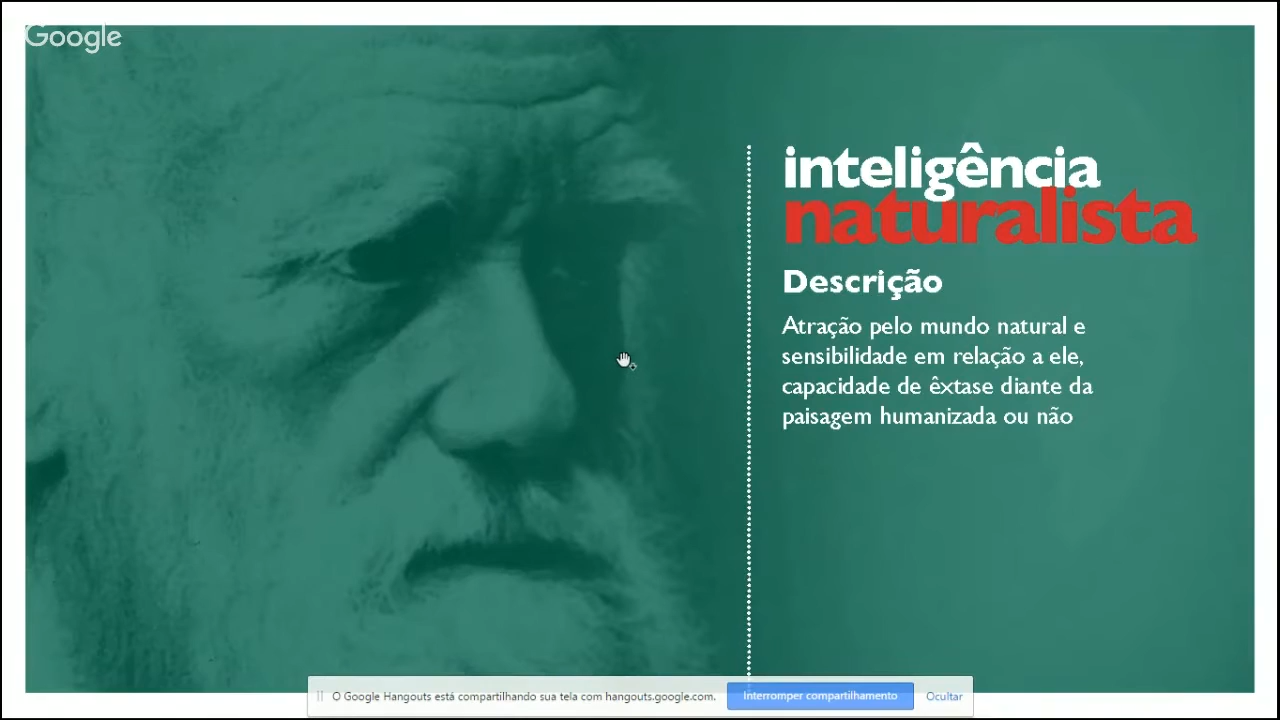 Google
inteligência
naturalista
Descrição
Atração pelo mundo natural e
sensibilidade em relação a ele,
capacidade de êxtase diante da
paisagem humanizada ou não
O Google Hangouts está compartilhando sua tela com hangouts.google.com.
Interromper compartilhamento
Ocultar